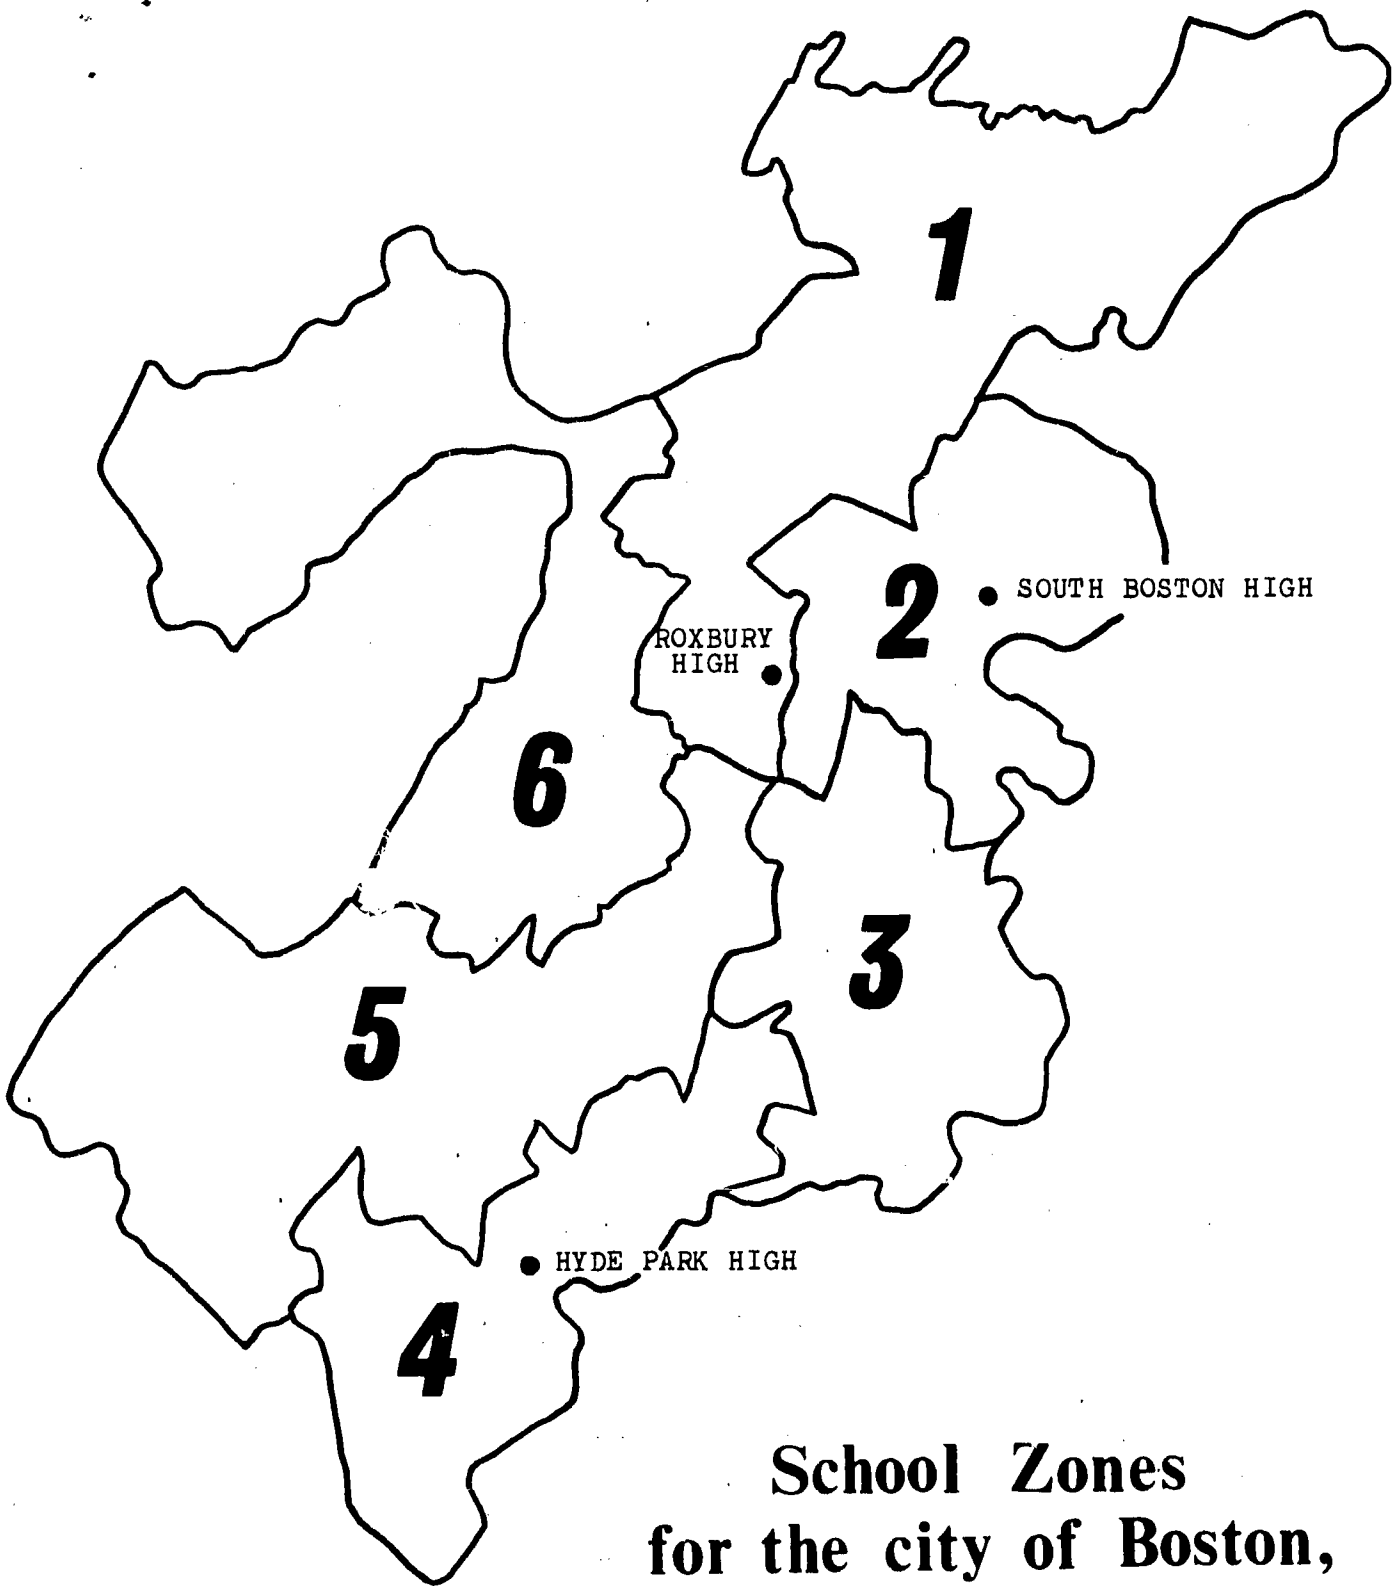 1
2
SOUTH BOSTON HIGH
ROXBURY
HIGH
6
3
5
HYDE PARK HIGH
4
School Zones
for the city of Boston,